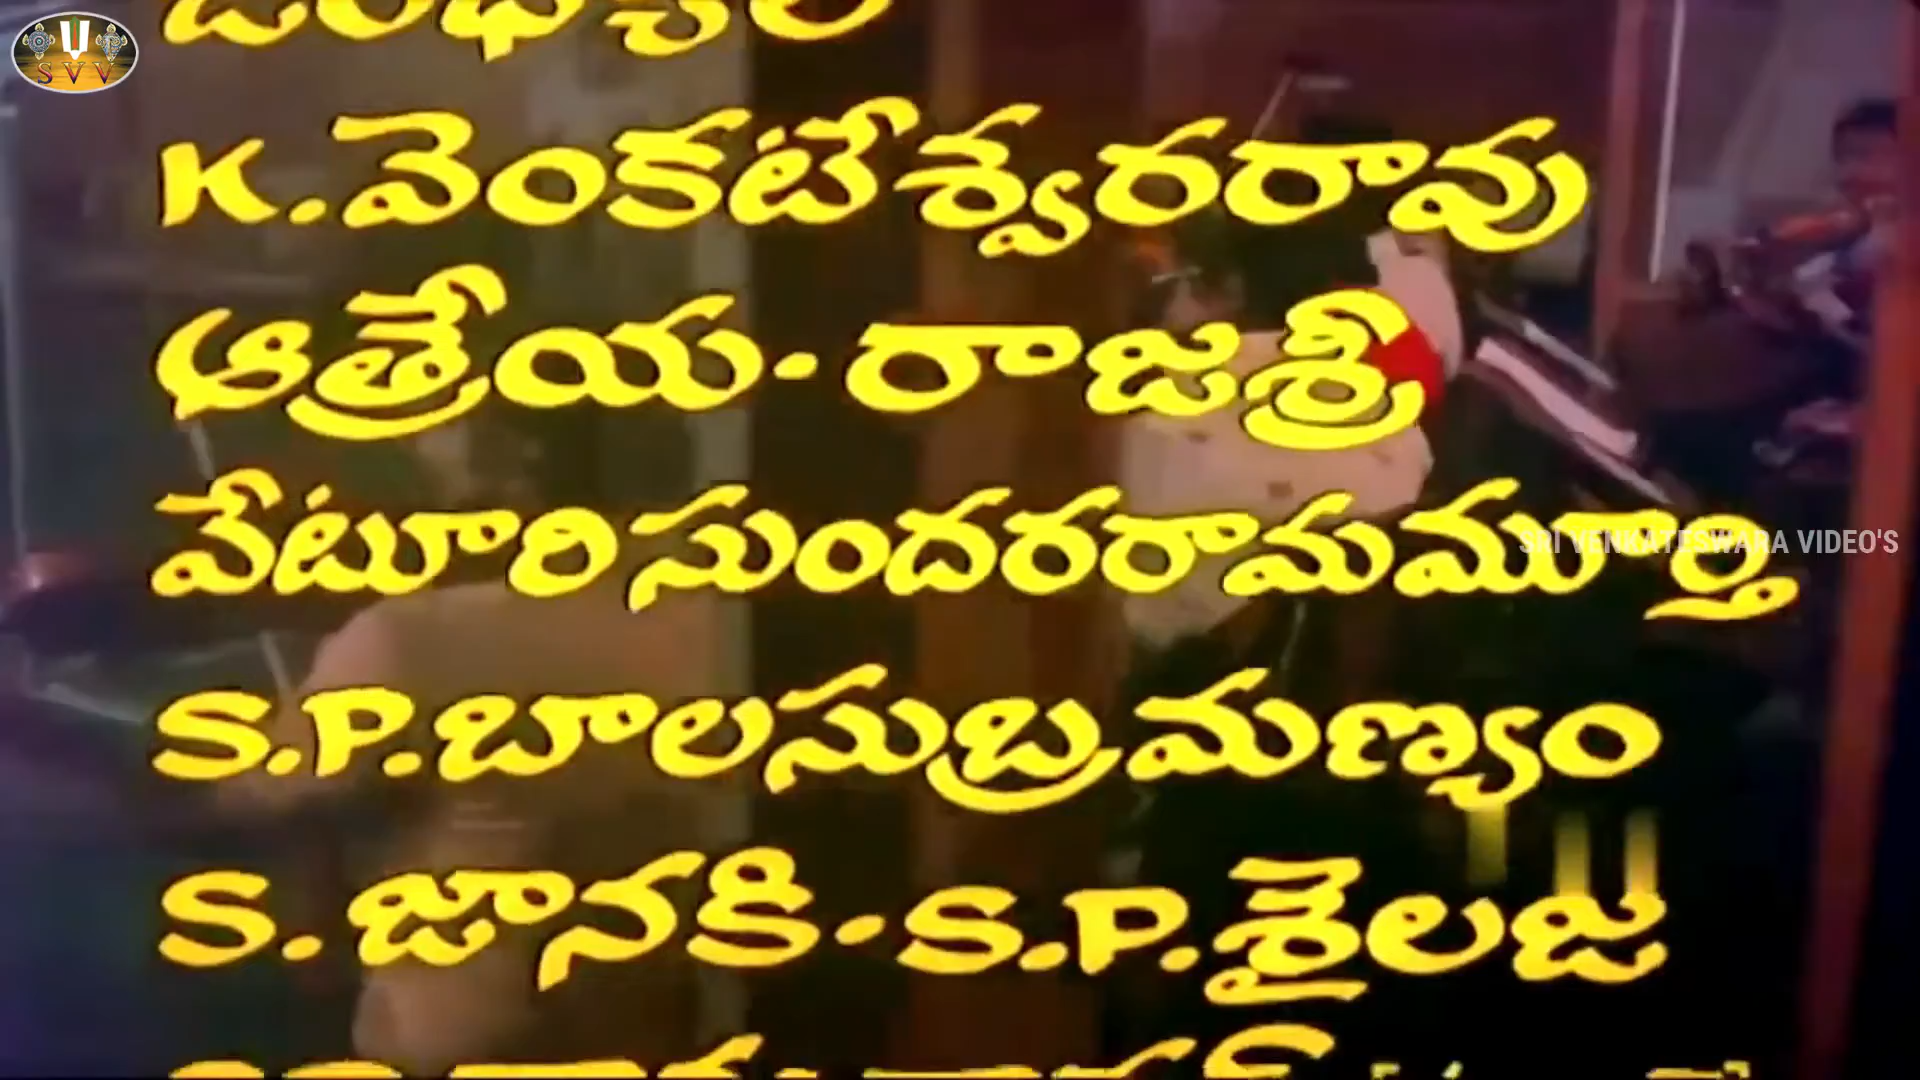 SVV
K. వెంకటేశ్వరరావు
ఆత్రేయ · రాజశ్రీ
వేటూరి సుందరరామమూర్తి
SRI VENKATESWARA VIDEO'S
S.P. బాలసుబ్రమణ్యం
S. జానకి · S.P. శైలజ